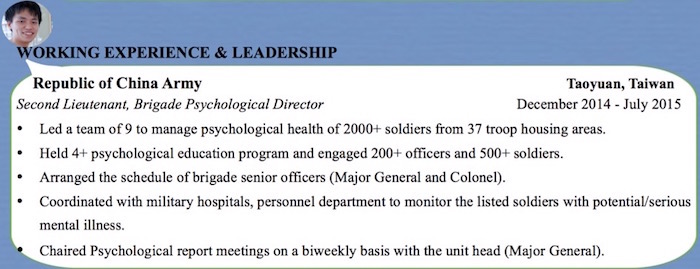 WORKING EXPERIENCE & LEADERSHIP
Republic of China Army Taoyuan, Taiwan
Second Lieutenant, Brigade Psychological Director December 2014 - July 2015
• Led a team of 9 to manage psychological health of 2000+ soldiers from 37 troop housing areas.
• Held 4+ psychological education program and engaged 200+ officers and 500+ soldiers.
• Arranged the schedule of brigade senior officers (Major General and Colonel).
• Coordinated with military hospitals, personnel department to monitor the listed soldiers with potential/serious
mental illness.
• Chaired Psychological report meetings on a biweekly basis with the unit head (Major General).